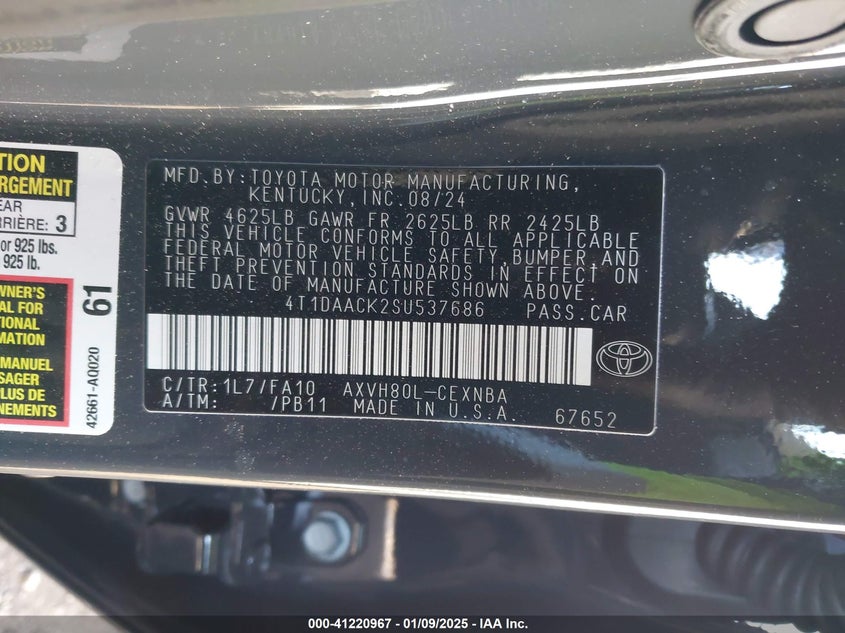 TION
RGEMENT
EAR
RRIÈRE: 3
or 925 lbs.
925 lb.
WNER'S
AL FOR
TIONAL
MATION
MANUEL
SAGER
PLUS DE
NEMENTS
61
42661-AQ020
MFD.BY:TOYOTA MOTOR MANUFACTURING,
KENTUCKY, INC.08/24
GVWR 4625LB GAWR FR 2625LB RR 2425LB
THIS VEHICLE CONFORMS TO ALL APPLICABLE
FEDERAL MOTOR VEHICLE SAFETY, BUMPER AND
THEFT PREVENTION STANDARDS IN EFFECT ON
THE DATE OF MANUFACTURE SHOWN ABOVE.
4T1DAACK2SU537686 PASS.CAR
C/TR:1L7/FA10 AXVH80L-CEXNBA
A/TM: /PB11 MADE IN U.S.A. 67652
000-41220967 - 01/09/2025 - IAA Inc.